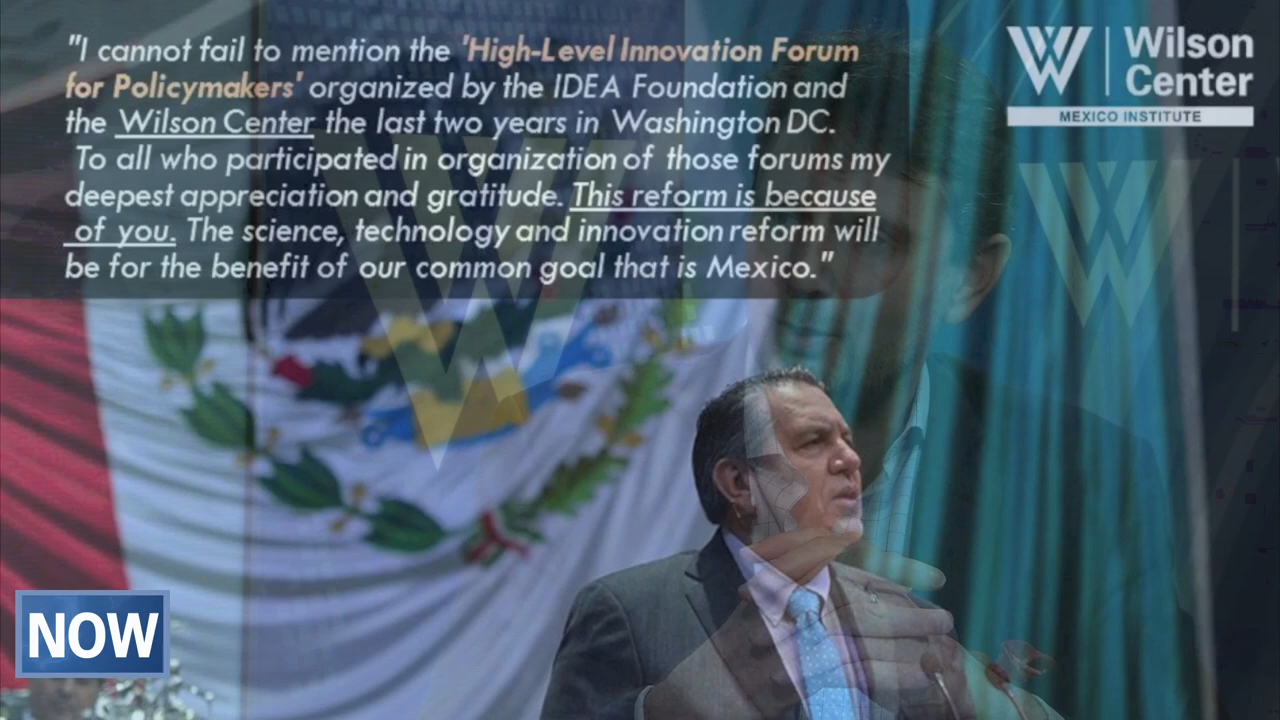 "I cannot fail to mention the 'High-Level Innovation Forum
for Policymakers' organized by the IDEA Foundation and
the Wilson Center the last two years in Washington DC.
To all who participated in organization of those forums my
deepest appreciation and gratitude. This reform is because
of you. The science, technology and innovation reform will
be for the benefit of our common goal that is Mexico."
Wilson
Center
MEXICO INSTITUTE
NOW